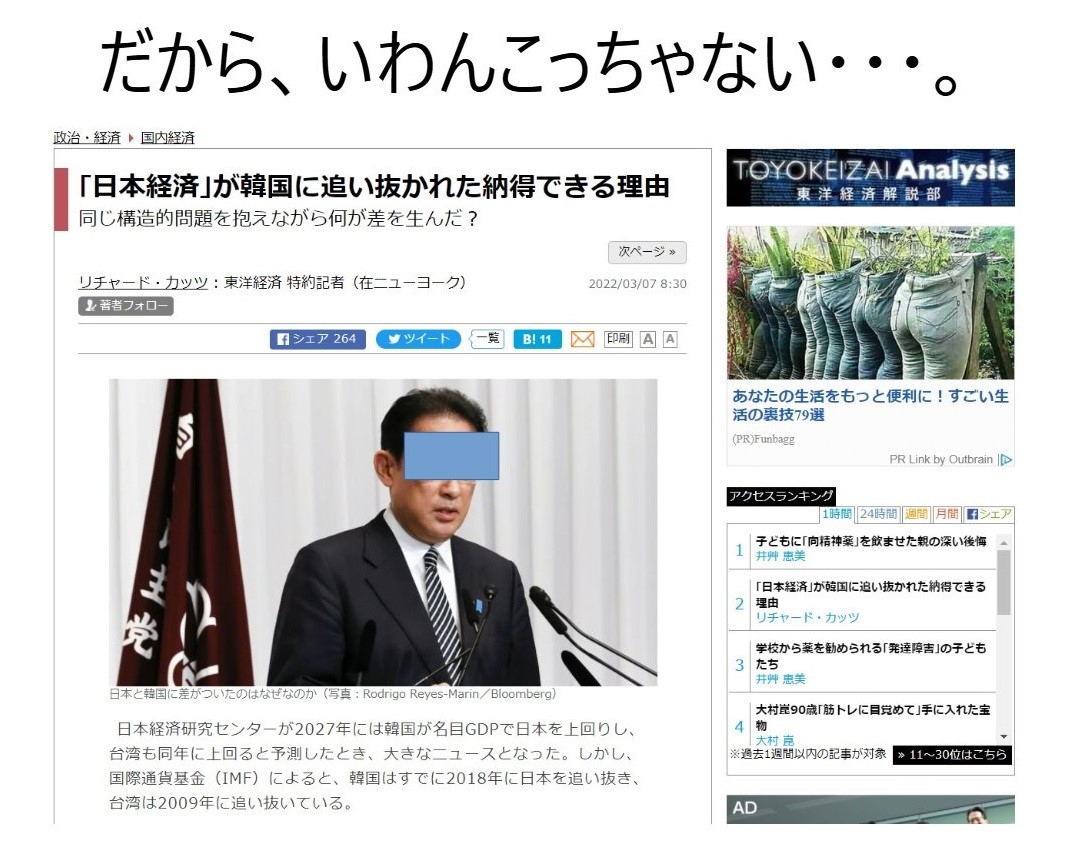 だから、いわんこっちゃない・・・。
政治・経済 国内経済
「日本経済」が韓国に追い抜かれた納得できる理由
同じ構造的問題を抱えながら何が差を生んだ？
次ページ »
リチャード・カッツ：東洋経済 特約記者（在ニューヨーク）
2022/03/07 8:30
著者フォロー
シェア 264 ツイート 一覧 B! 11 印刷 A A
自由民主党
日本と韓国に差がついたのはなぜなのか（写真：Rodrigo Reyes-Marin／Bloomberg）
日本経済研究センターが2027年には韓国が名目GDPで日本を上回りし、
台湾も同年に上回ると予測したとき、大きなニュースとなった。しかし、
国際通貨基金（IMF）によると、韓国はすでに2018年に日本を追い抜き、
台湾は2009年に追い抜いている。
TOYOKEIZAI Analysis
東洋経済解説部
あなたの生活をもっと便利に！すごい生
活の裏技79選
(PR)Funbagg
PR Link by Outbrain
アクセスランキング
1時間 24時間 週間 月間 シェア
1 子どもに「向精神薬」を飲ませた親の深い後悔
井艸 恵美
2 「日本経済」が韓国に追い抜かれた納得できる
理由
リチャード・カッツ
3 学校から薬を勧められる「発達障害」の子ども
たち
井艸 恵美
4 大村崑90歳「筋トレに目覚めて」手に入れた宝
物
大村 崑
※過去1週間以内の記事が対象 » 11～30位はこちら
AD